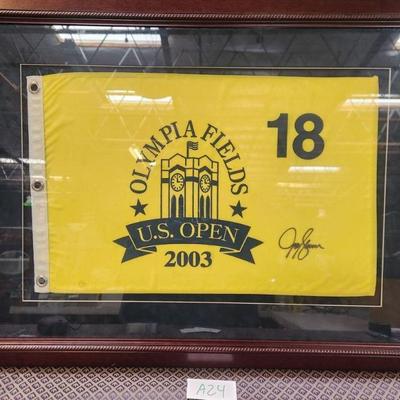 OLYMPIA FIELDS
18
U.S. OPEN
2003
A24